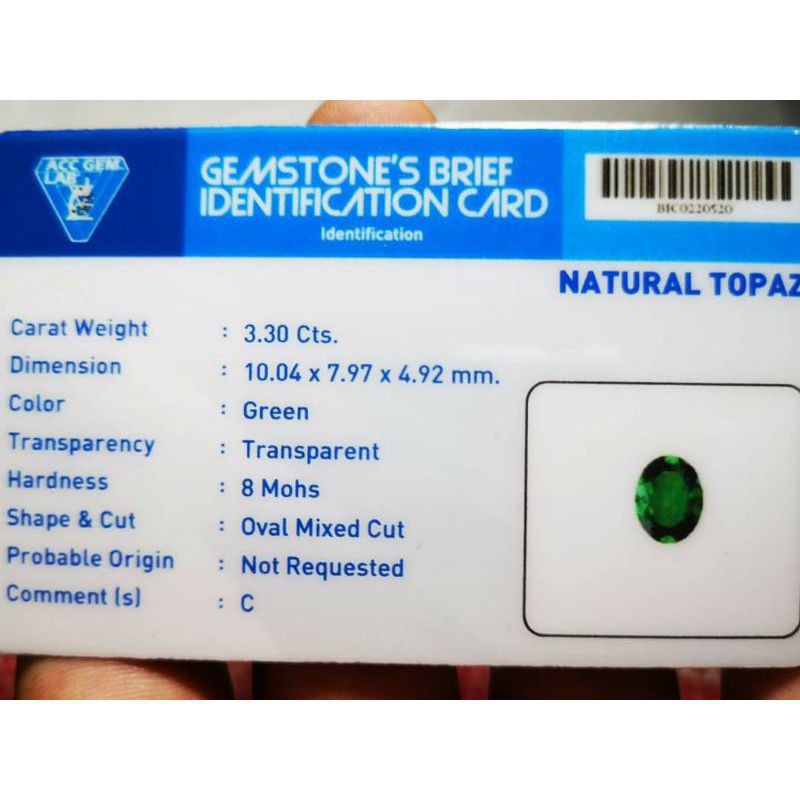 ACC GEM
LAB
GEMSTONE'S BRIEF
IDENTIFICATION CARD
Identification
BIC0220520
NATURAL TOPAZ
Carat Weight : 3.30 Cts.
Dimension : 10.04 x 7.97 x 4.92 mm.
Color : Green
Transparency : Transparent
Hardness : 8 Mohs
Shape & Cut : Oval Mixed Cut
Probable Origin : Not Requested
Comment (s) : C